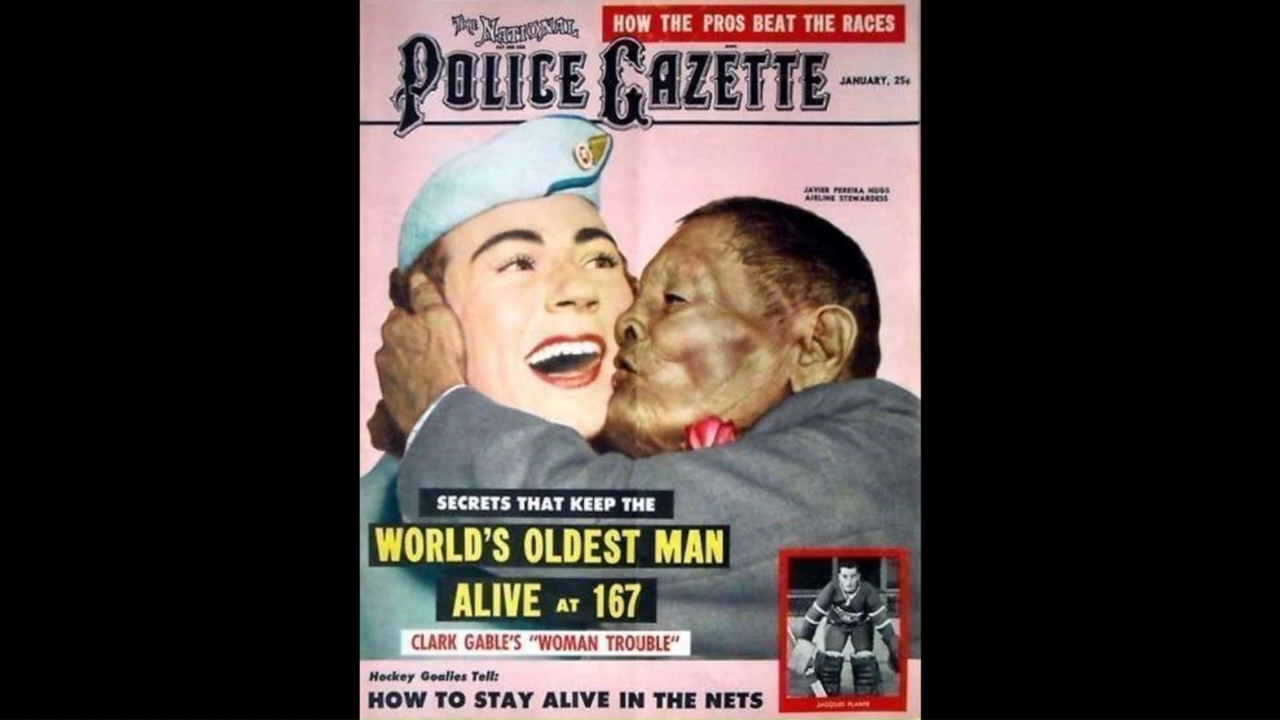 HOW THE PROS BEAT THE RACES
THE NATIONAL
POLICE GAZETTE
JANUARY, 25¢
JAVIER PEREIRA HUGS
AIRLINE STEWARDESS
SECRETS THAT KEEP THE
WORLD'S OLDEST MAN
ALIVE AT 167
CLARK GABLE'S "WOMAN TROUBLE"
Hockey Goalies Tell:
HOW TO STAY ALIVE IN THE NETS
JACQUES PLANTE